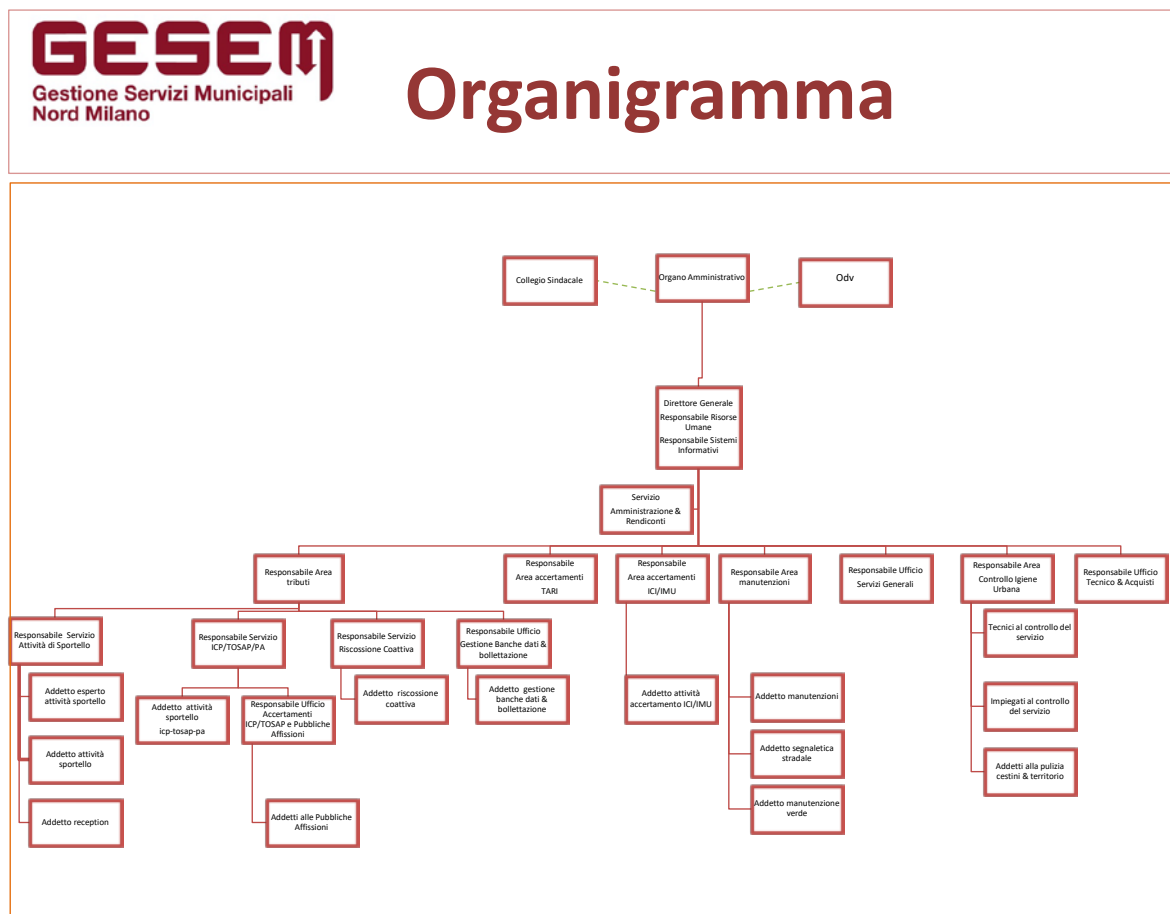 GESEM
Gestione Servizi Municipali
Nord Milano
Organigramma
Collegio Sindacale
Organo Amministrativo
Odv
Direttore Generale
Responsabile Risorse
Umane
Responsabile Sistemi
Informativi
Servizio
Amministrazione &
Rendiconti
Responsabile Area
tributi
Responsabile
Area accertamenti
TARI
Responsabile
Area accertamenti
ICI/IMU
Responsabile Area
manutenzioni
Responsabile Ufficio
Servizi Generali
Responsabile Area
Controllo Igiene
Urbana
Responsabile Ufficio
Tecnico & Acquisti
Responsabile Servizio
Attività di Sportello
Responsabile Servizio
ICP/TOSAP/PA
Responsabile Servizio
Riscossione Coattiva
Responsabile Ufficio
Gestione Banche dati &
bollettazione
Tecnici al controllo del
servizio
Addetto esperto
attività sportello
Addetto attività
sportello
icp-tosap-pa
Responsabile Ufficio
Accertamenti
ICP/TOSAP e Pubbliche
Affissioni
Addetto riscossione
coattiva
Addetto gestione
banche dati &
bollettazione
Addetto attività
accertamento ICI/IMU
Addetto manutenzioni
Impiegati al controllo
del servizio
Addetto attività
sportello
Addetto segnaletica
stradale
Addetti alla pulizia
cestini & territorio
Addetto reception
Addetti alle Pubbliche
Affissioni
Addetto manutenzione
verde